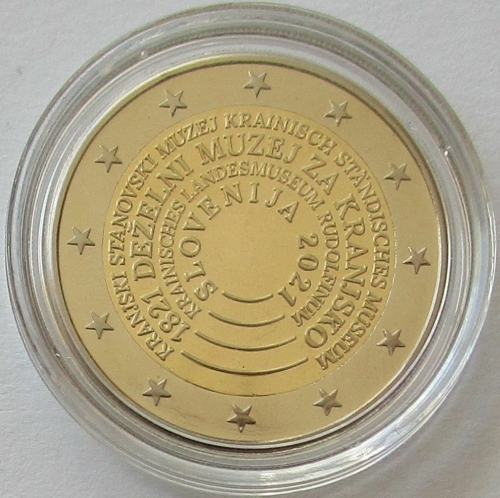 KRANJSKI STANOVSKI MUZEJ KRAINISCH STÄNDISCHES MUSEUM
1821 DEŽELNI MUZEJ ZA KRANJSKO
KRAINISCHES LANDESMUSEUM RUDOLFINUM
SLOVENIJA 2021